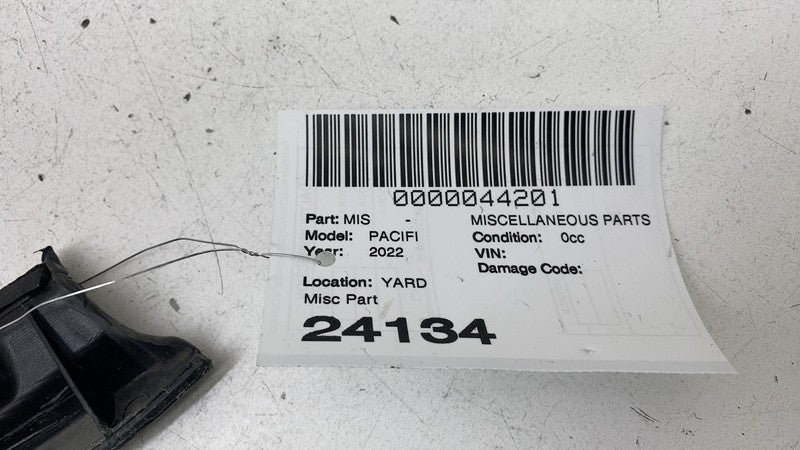 0000044201
Part: MIS - MISCELLANEOUS PARTS
Model: PACIFI Condition: 0cc
Year: 2022 VIN:
Damage Code:
Location: YARD
Misc Part
24134